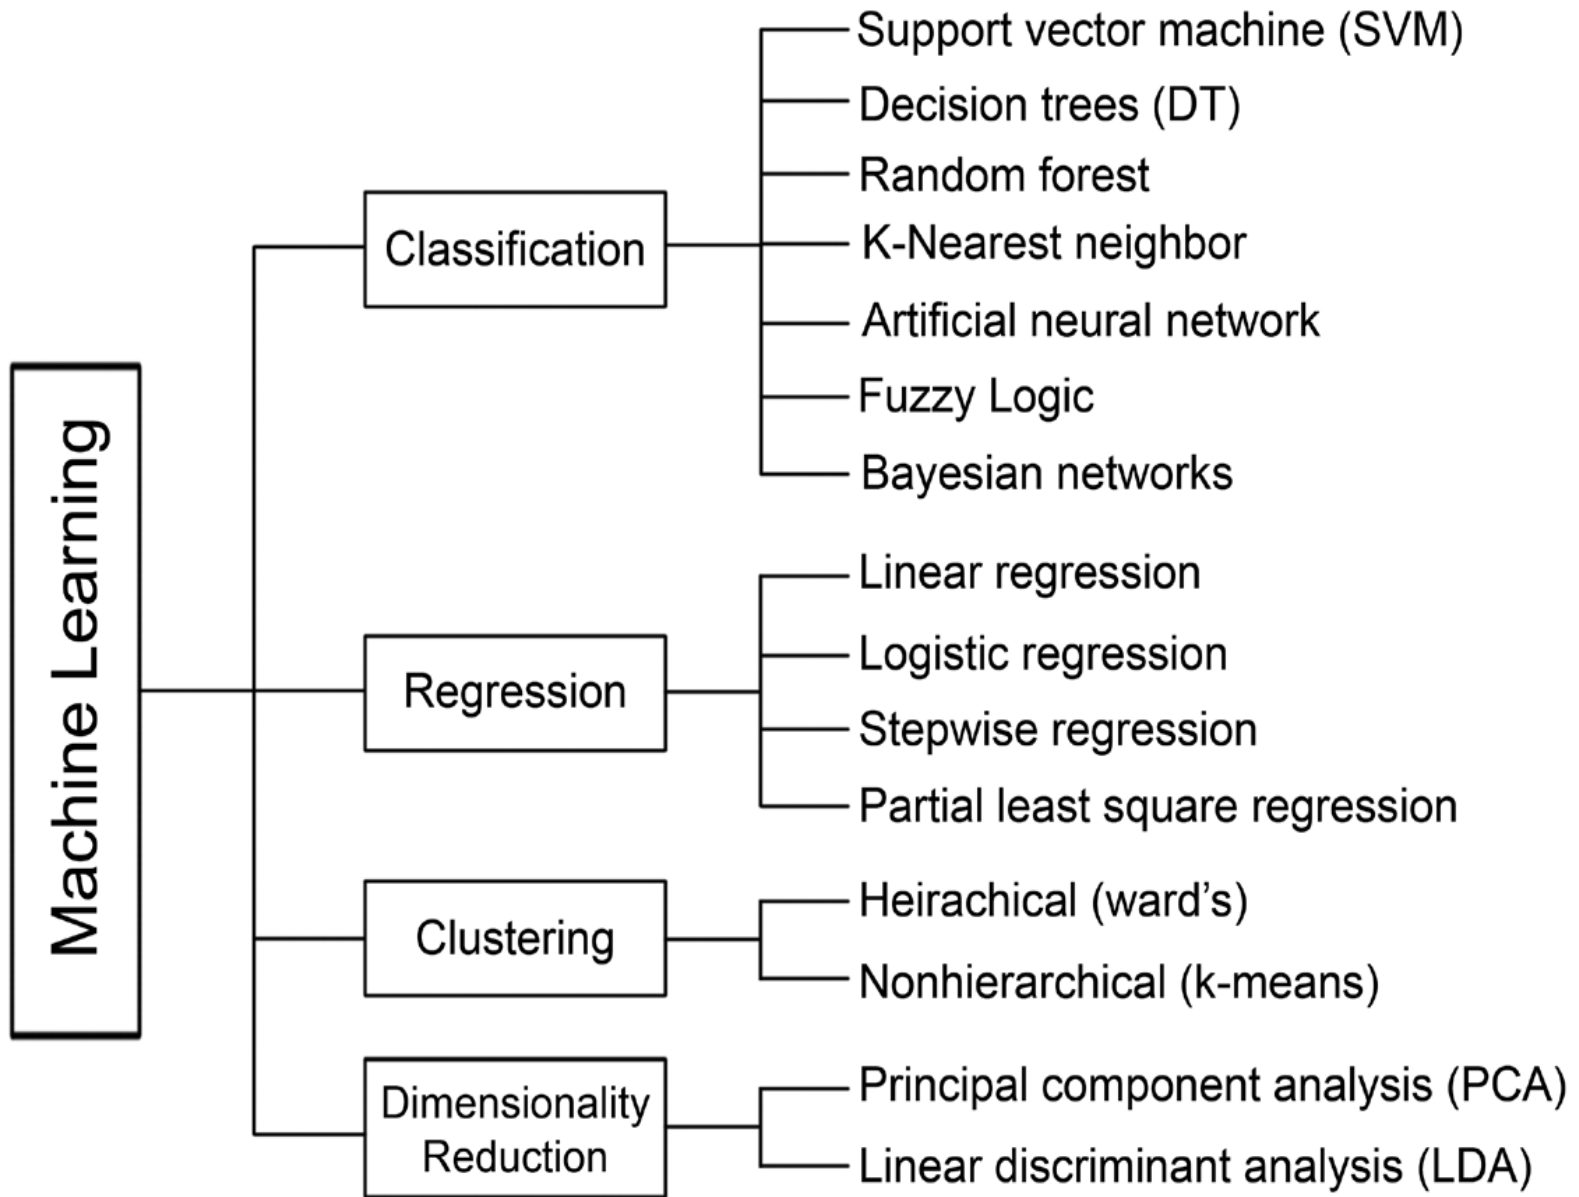 Machine Learning
Classification
Support vector machine (SVM)
Decision trees (DT)
Random forest
K-Nearest neighbor
Artificial neural network
Fuzzy Logic
Bayesian networks
Regression
Linear regression
Logistic regression
Stepwise regression
Partial least square regression
Clustering
Heirachical (ward’s)
Nonhierarchical (k-means)
Dimensionality
Reduction
Principal component analysis (PCA)
Linear discriminant analysis (LDA)